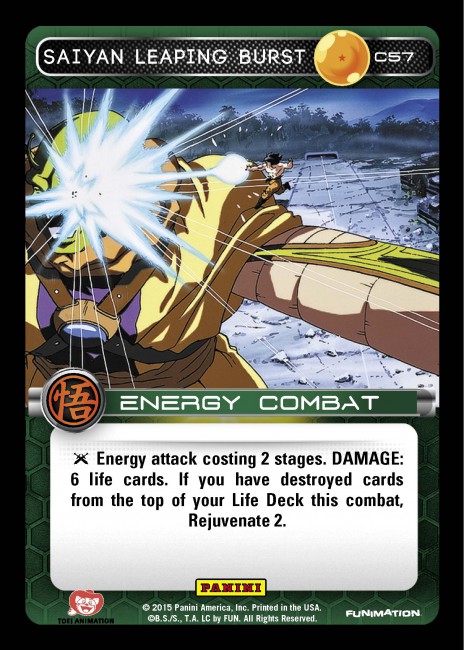 SAIYAN LEAPING BURST C57
悟
ENERGY COMBAT
Energy attack costing 2 stages. DAMAGE:
6 life cards. If you have destroyed cards
from the top of your Life Deck this combat,
Rejuvenate 2.
PANINI
TOEI ANIMATION
© 2015 Panini America, Inc. Printed in the USA.
©B.S./S., T.A. LC by FUN. All Rights Reserved.
FUNIMATION